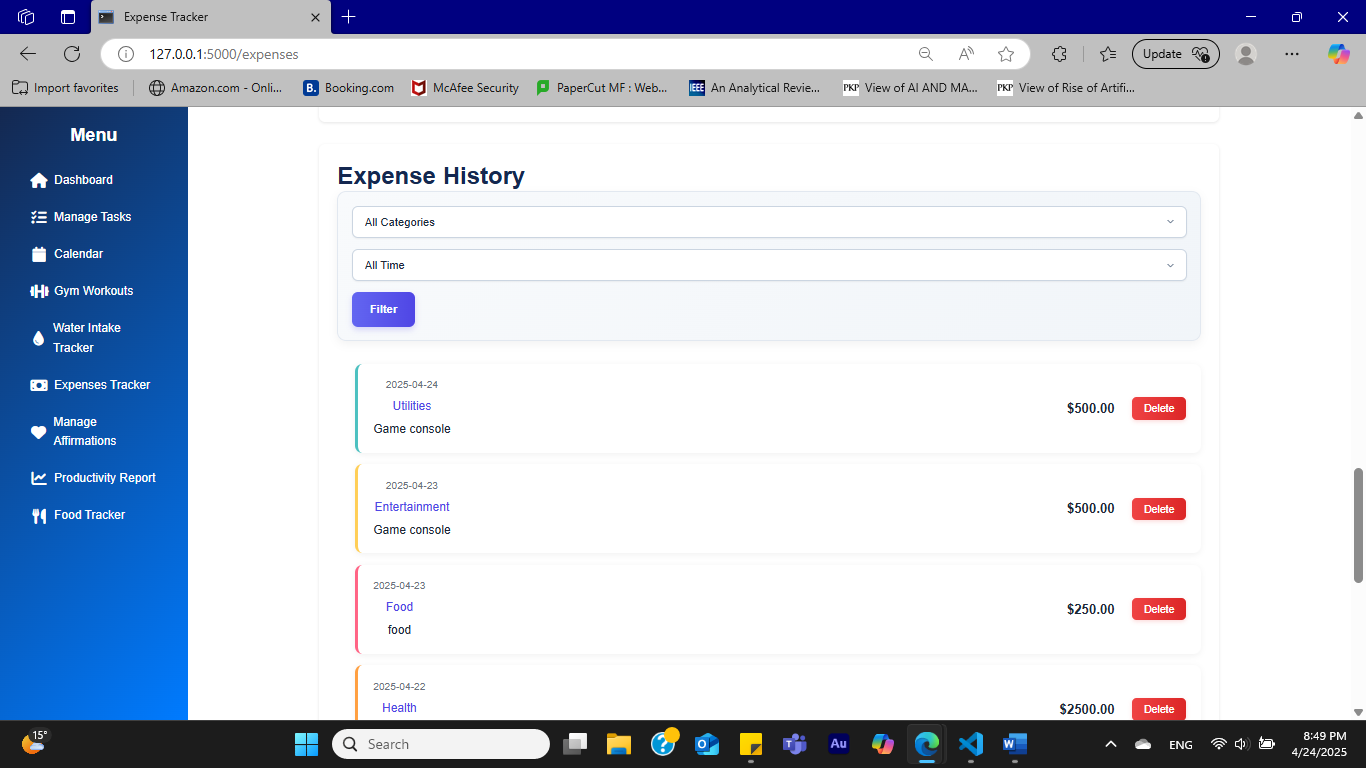 Expense Tracker
127.0.0.1:5000/expenses
Update
Import favorites
Amazon.com - Onli...
B. Booking.com
McAfee Security
PaperCut MF : Web...
IEEE An Analytical Revie...
PKP View of AI AND MA...
PKP View of Rise of Artifi...
Menu
Dashboard
Manage Tasks
Calendar
Gym Workouts
Water Intake
Tracker
Expenses Tracker
Manage
Affirmations
Productivity Report
Food Tracker
Expense History
All Categories
All Time
Filter
2025-04-24
Utilities
Game console
$500.00
Delete
2025-04-23
Entertainment
Game console
$500.00
Delete
2025-04-23
Food
food
$250.00
Delete
2025-04-22
Health
$2500.00
Delete
15°
Search
Au
ENG
8:49 PM
4/24/2025